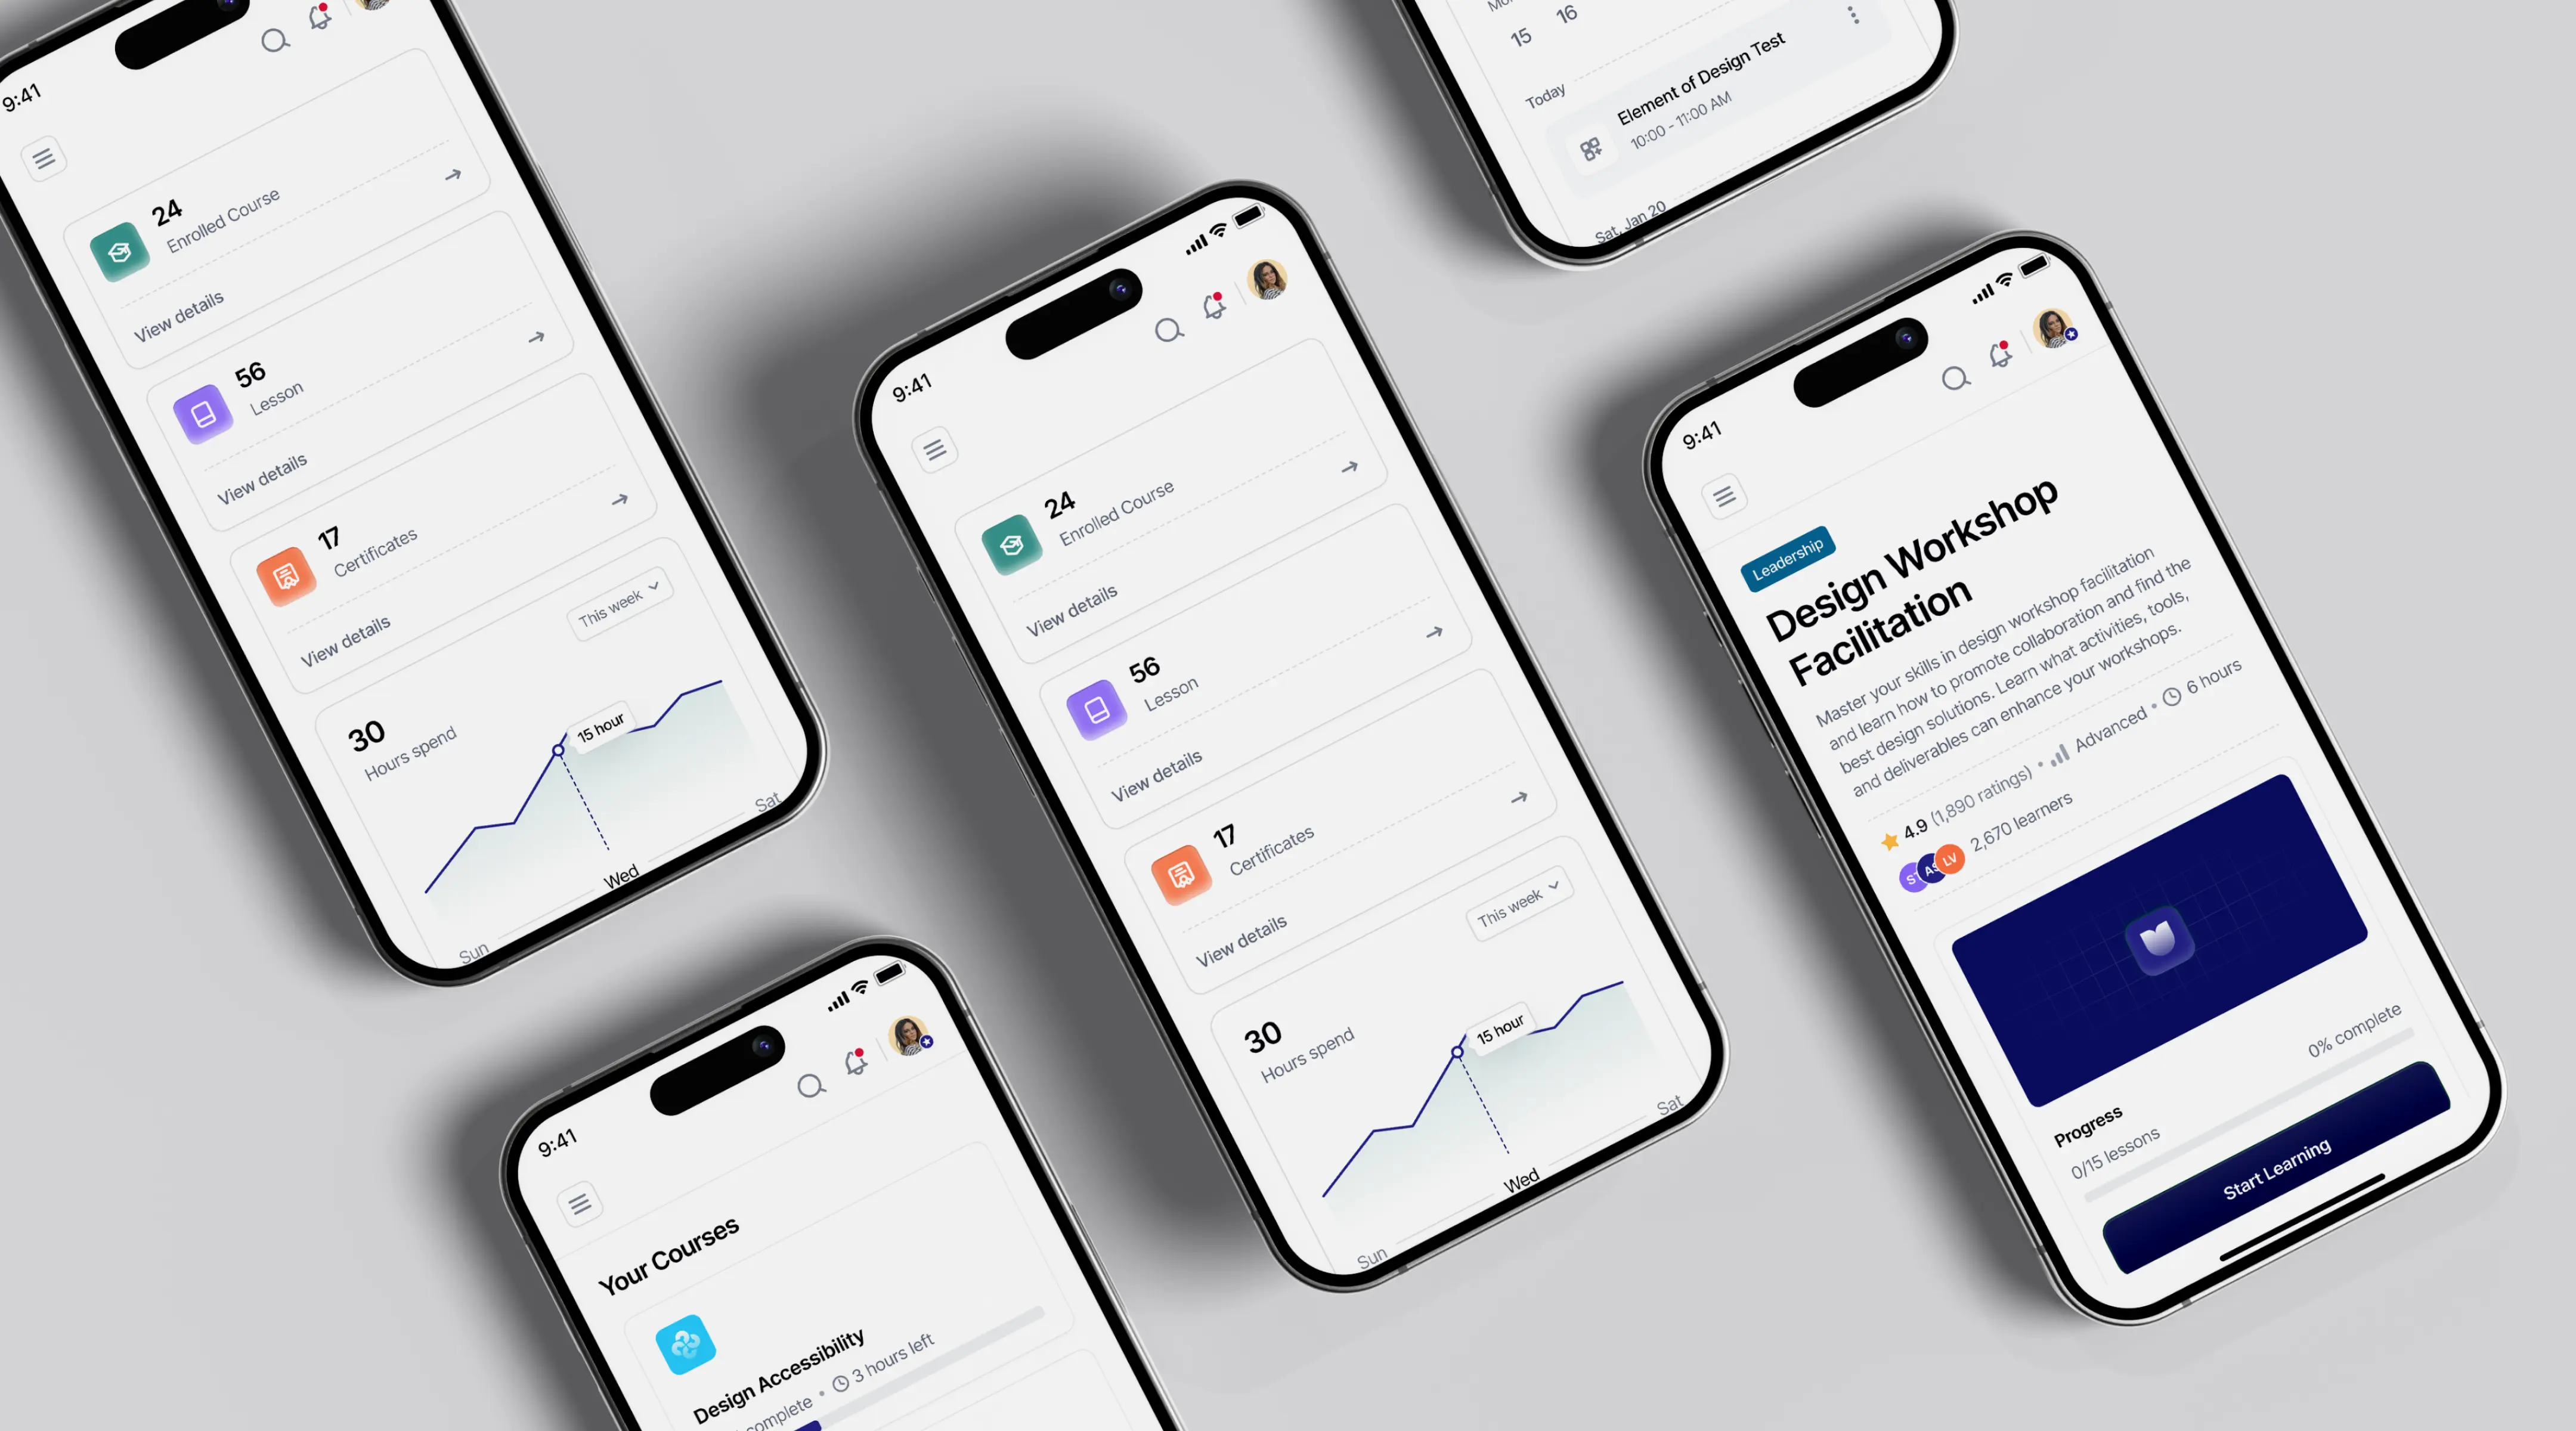 9:41
24
Enrolled Course
View details
56
Lesson
View details
17
Certificates
View details
30
Hours spend
This week
15 hour
Sun
Wed
Sat
9:41
Your Courses
Design Accessibility
complete • 3 hours left
9:41
24
Enrolled Course
View details
56
Lesson
View details
17
Certificates
View details
30
Hours spend
This week
15 hour
Sun
Wed
Sat
15 16
Today
Element of Design Test
10:00 - 11:00 AM
Sat, Jan 20
9:41
Leadership
Design Workshop
Facilitation
Master your skills in design workshop facilitation
and learn how to promote collaboration and find the
best design solutions. Learn what activities, tools,
and deliverables can enhance your workshops.
4.9 (1,890 ratings) • Advanced • 6 hours
LV
2,670 learners
Progress
0/15 lessons
0% complete
Start Learning